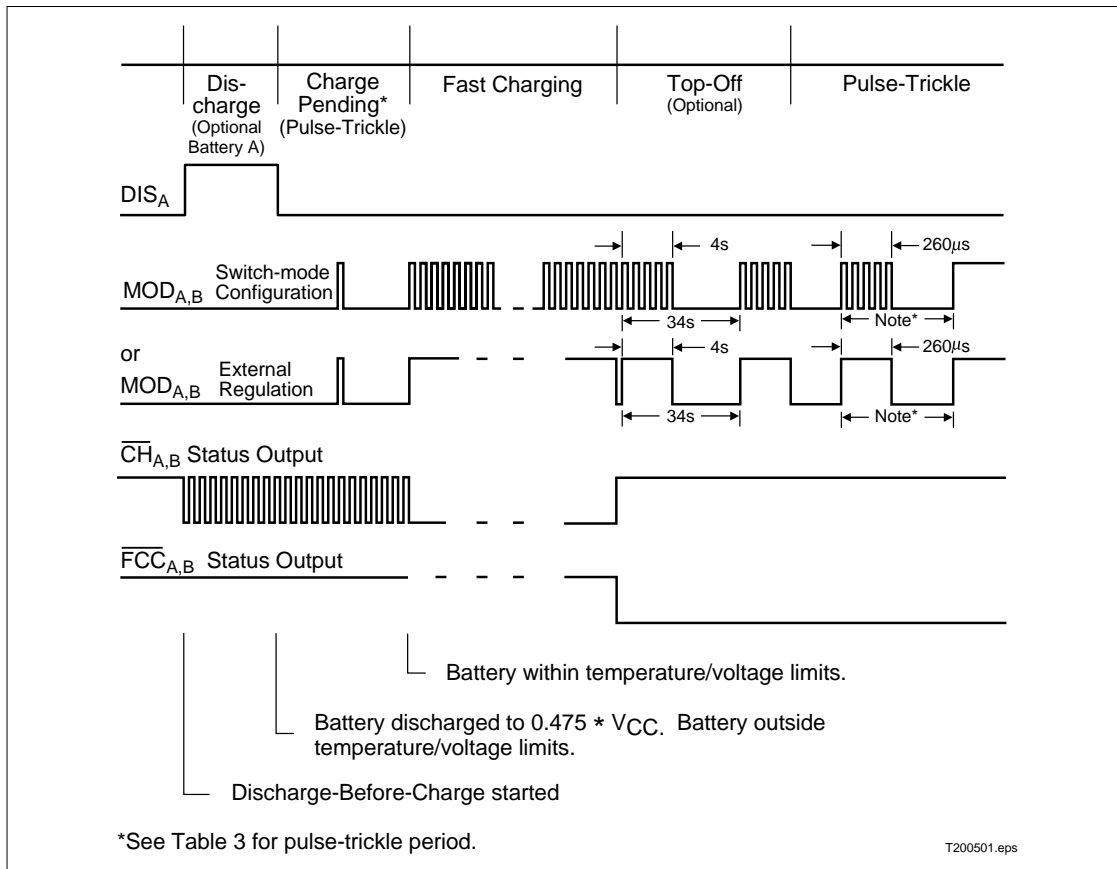 Dis-
charge
(Optional
Battery A)
Charge
Pending*
(Pulse-Trickle)
Fast Charging
Top-Off
(Optional)
Pulse-Trickle
DISA
MODA,B
Switch-mode
Configuration
4s
260µs
34s
Note*
or
MODA,B
External
Regulation
4s
260µs
34s
Note*
CHA,B Status Output
FCCA,B Status Output
Battery within temperature/voltage limits.
Battery discharged to 0.475 * VCC. Battery outside
temperature/voltage limits.
Discharge-Before-Charge started
*See Table 3 for pulse-trickle period.
T200501.eps